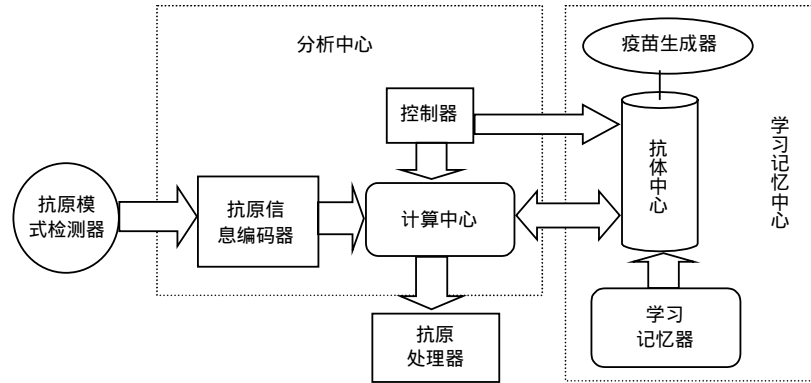 分析中心
疫苗生成器
控制器
抗体中心
学习记忆中心
抗原模
式检测器
抗原信
息编码器
计算中心
学习
记忆器
抗原
处理器